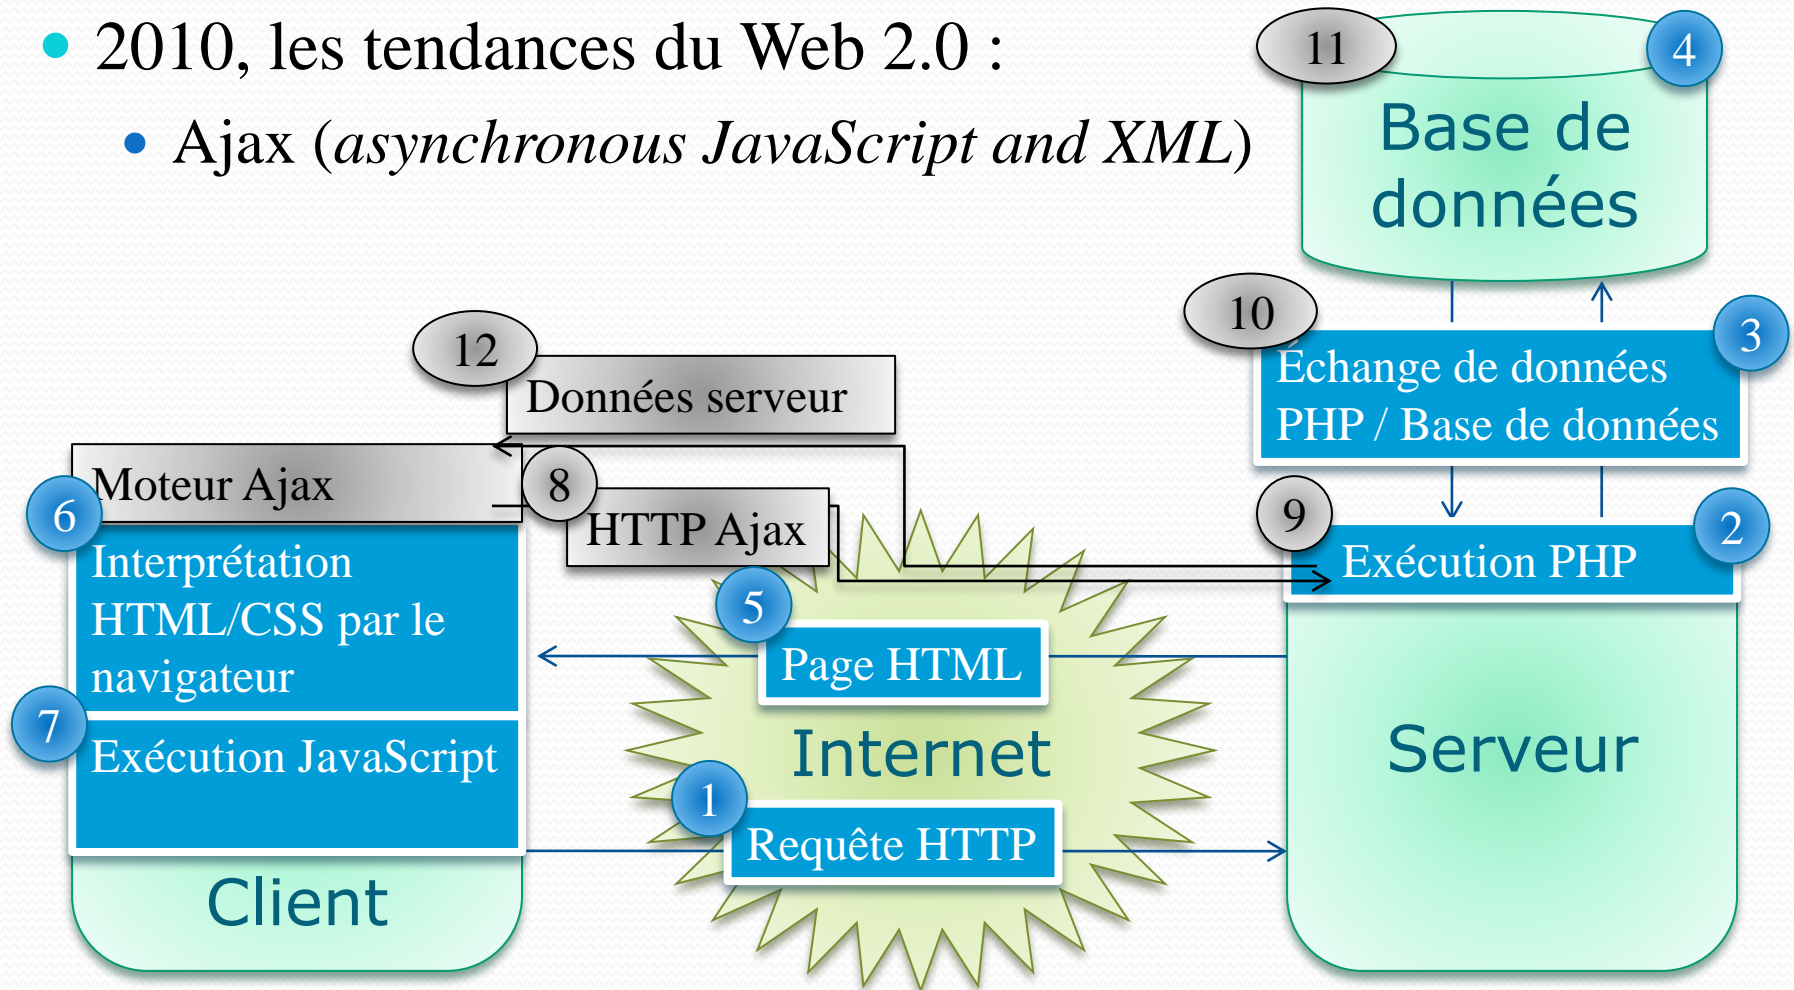 2010, les tendances du Web 2.0 :
Ajax (asynchronous JavaScript and XML)
11
4
Base de
données
10
3
Échange de données
PHP / Base de données
12
Données serveur
Moteur Ajax
8
HTTP Ajax
9
2
Exécution PHP
6
Interprétation
HTML/CSS par le
navigateur
5
Page HTML
7
Exécution JavaScript
Internet
Serveur
1
Requête HTTP
Client